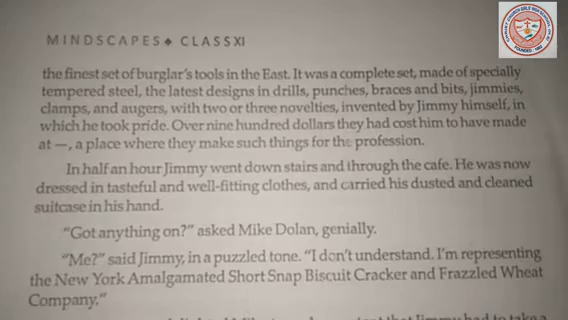 MINDSCAPES♣ CLASS XI
the finest set of burglar's tools in the East. It was a complete set, made of specially
tempered steel, the latest designs in drills, punches, braces and bits, jimmies,
clamps, and augers, with two or three novelties, invented by Jimmy himself, in
which he took pride. Over nine hundred dollars they had cost him to have made
at —, a place where they make such things for the profession.
In half an hour Jimmy went down stairs and through the cafe. He was now
dressed in tasteful and well-fitting clothes, and carried his dusted and cleaned
suitcase in his hand.
"Got anything on?" asked Mike Dolan, genially.
"Me?" said Jimmy, in a puzzled tone. "I don't understand. I'm representing
the New York Amalgamated Short Snap Biscuit Cracker and Frazzled Wheat
Company."
that Jimmy had to take a